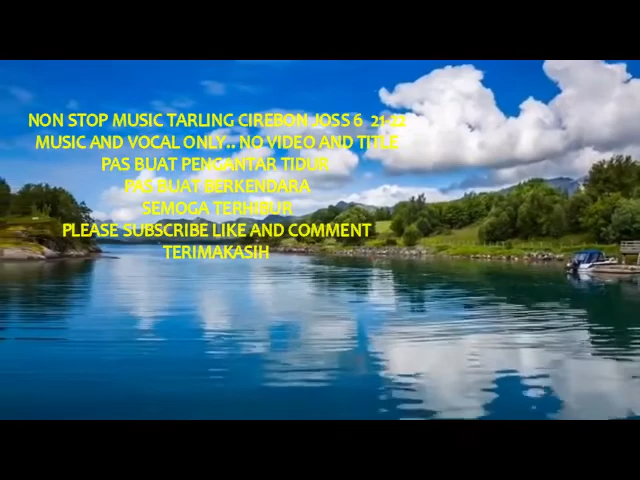 NON STOP MUSIC TARLING CIREBON JOSS 6 21-22
MUSIC AND VOCAL ONLY.. NO VIDEO AND TITLE
PAS BUAT PENGANTAR TIDUR
PAS BUAT BERKENDARA
SEMOGA TERHIBUR
PLEASE SUBSCRIBE LIKE AND COMMENT
TERIMAKASIH